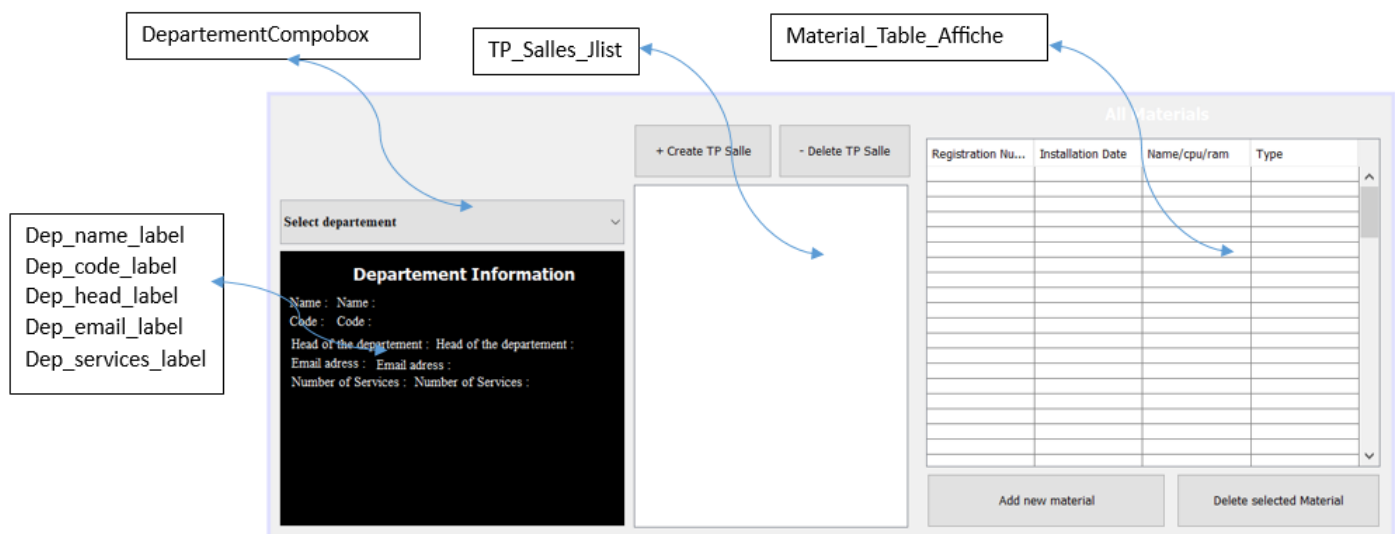 DepartementCompobox
TP_Salles_Jlist
Material_Table_Affiche
All Materials
+ Create TP Salle
- Delete TP Salle
Registration Nu... Installation Date Name/cpu/ram Type
Select departement
Dep_name_label
Dep_code_label
Dep_head_label
Dep_email_label
Dep_services_label
Departement Information
Name : Name :
Code : Code :
Head of the departement : Head of the departement :
Email adress : Email adress :
Number of Services : Number of Services :
Add new material
Delete selected Material